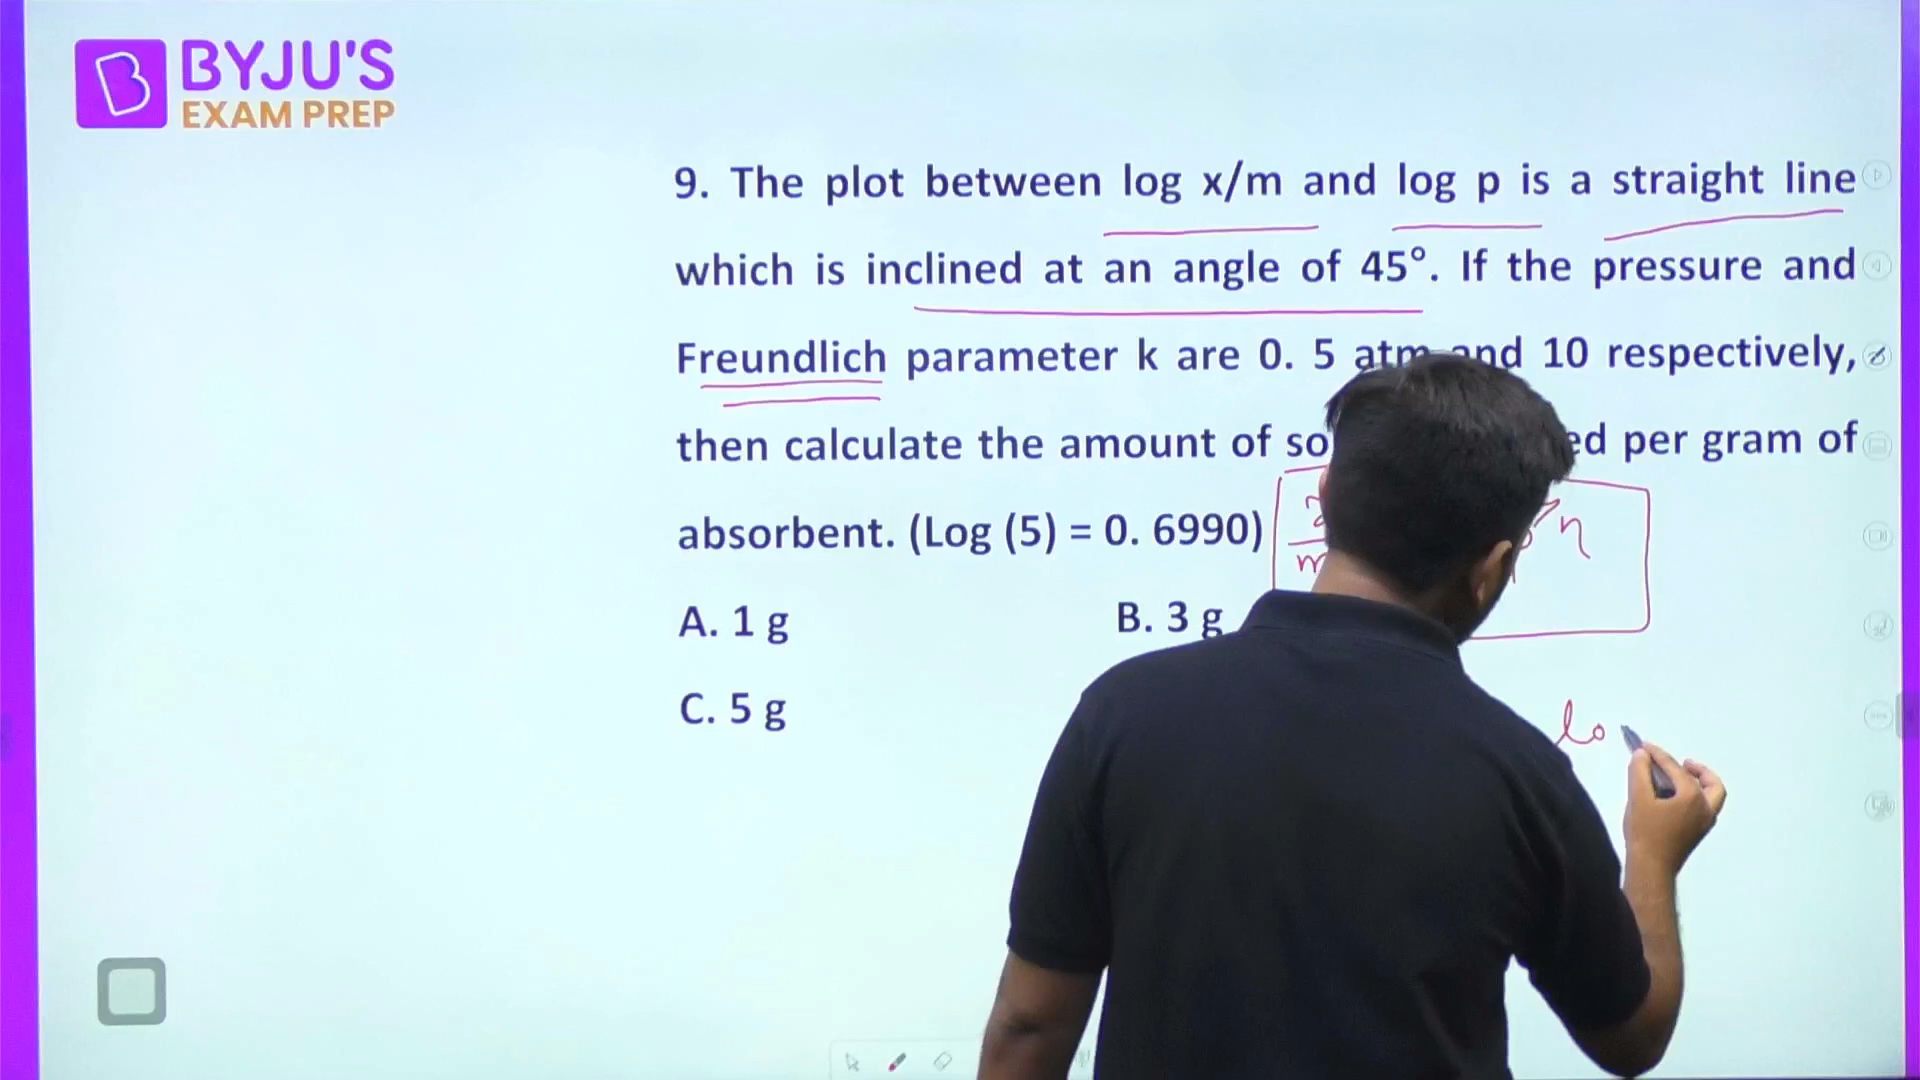 BYJU'S
EXAM PREP
9. The plot between log x/m and log p is a straight line
which is inclined at an angle of 45°. If the pressure and
Freundlich parameter k are 0. 5 atm and 10 respectively,
then calculate the amount of per gram of
absorbent. (Log (5) = 0. 6990)
m n
A. 1 g B. 3 g
C. 5 g
lo